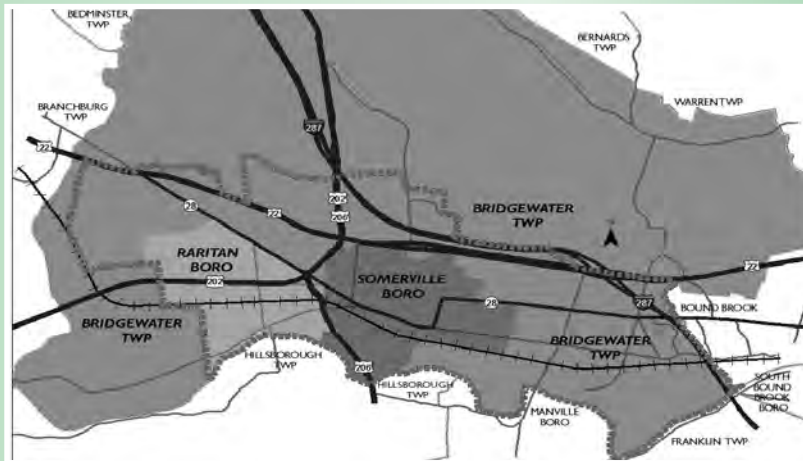 BEDMINSTER
TWP
BERNARDS
TWP
BRANCHBURG
TWP
WARREN TWP
287
22
202
206
28
22
BRIDGEWATER
TWP
RARITAN
BORO
SOMERVILLE
BORO
22
202
28
287
BOUND BROOK
BRIDGEWATER
TWP
BRIDGEWATER
TWP
HILLSBOROUGH
TWP
206
HILLSBOROUGH
TWP
MANVILLE
BORO
SOUTH
BOUND
BROOK
BORO
FRANKLIN TWP